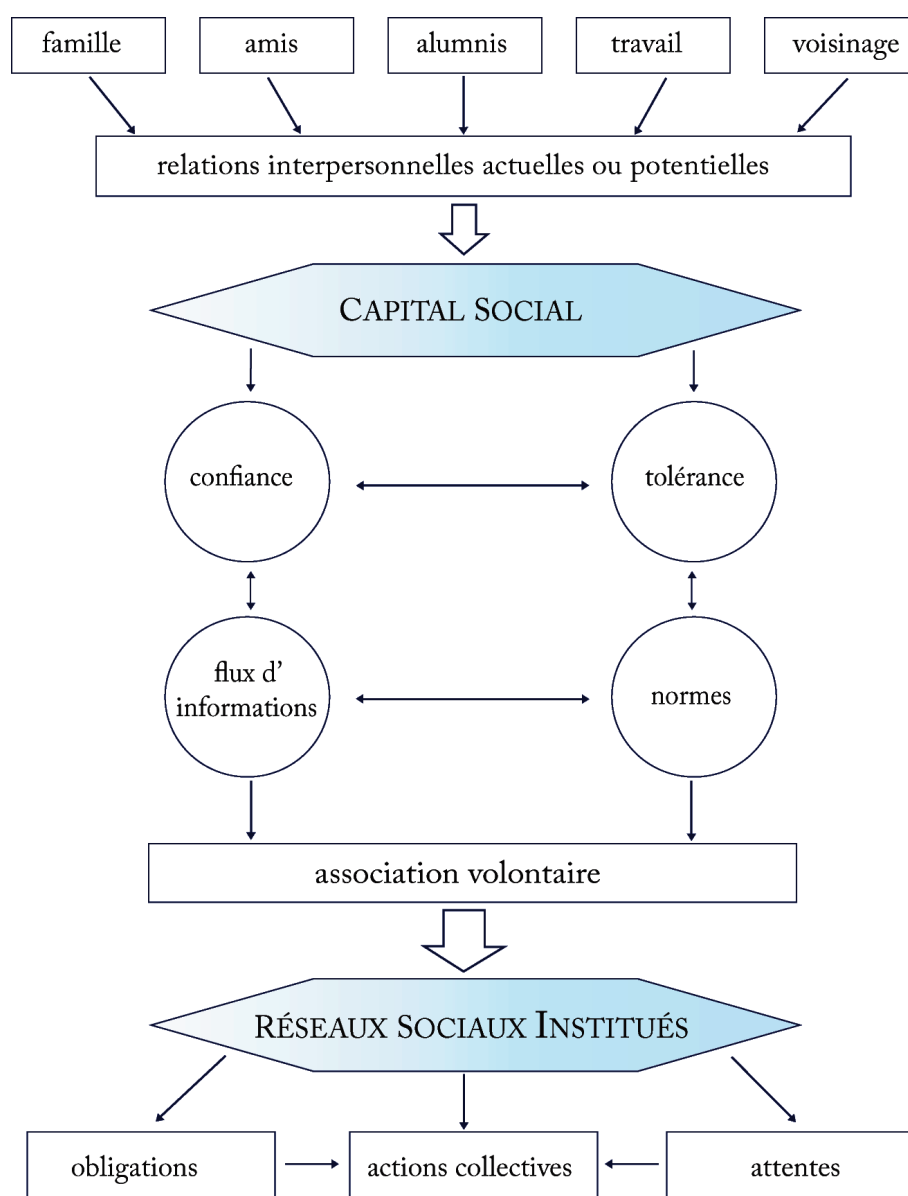 famille
amis
alumnis
travail
voisinage
relations interpersonnelles actuelles ou potentielles
CAPITAL SOCIAL
confiance
tolérance
flux d'
informations
normes
association volontaire
RÉSEAUX SOCIAUX INSTITUÉS
obligations
actions collectives
attentes